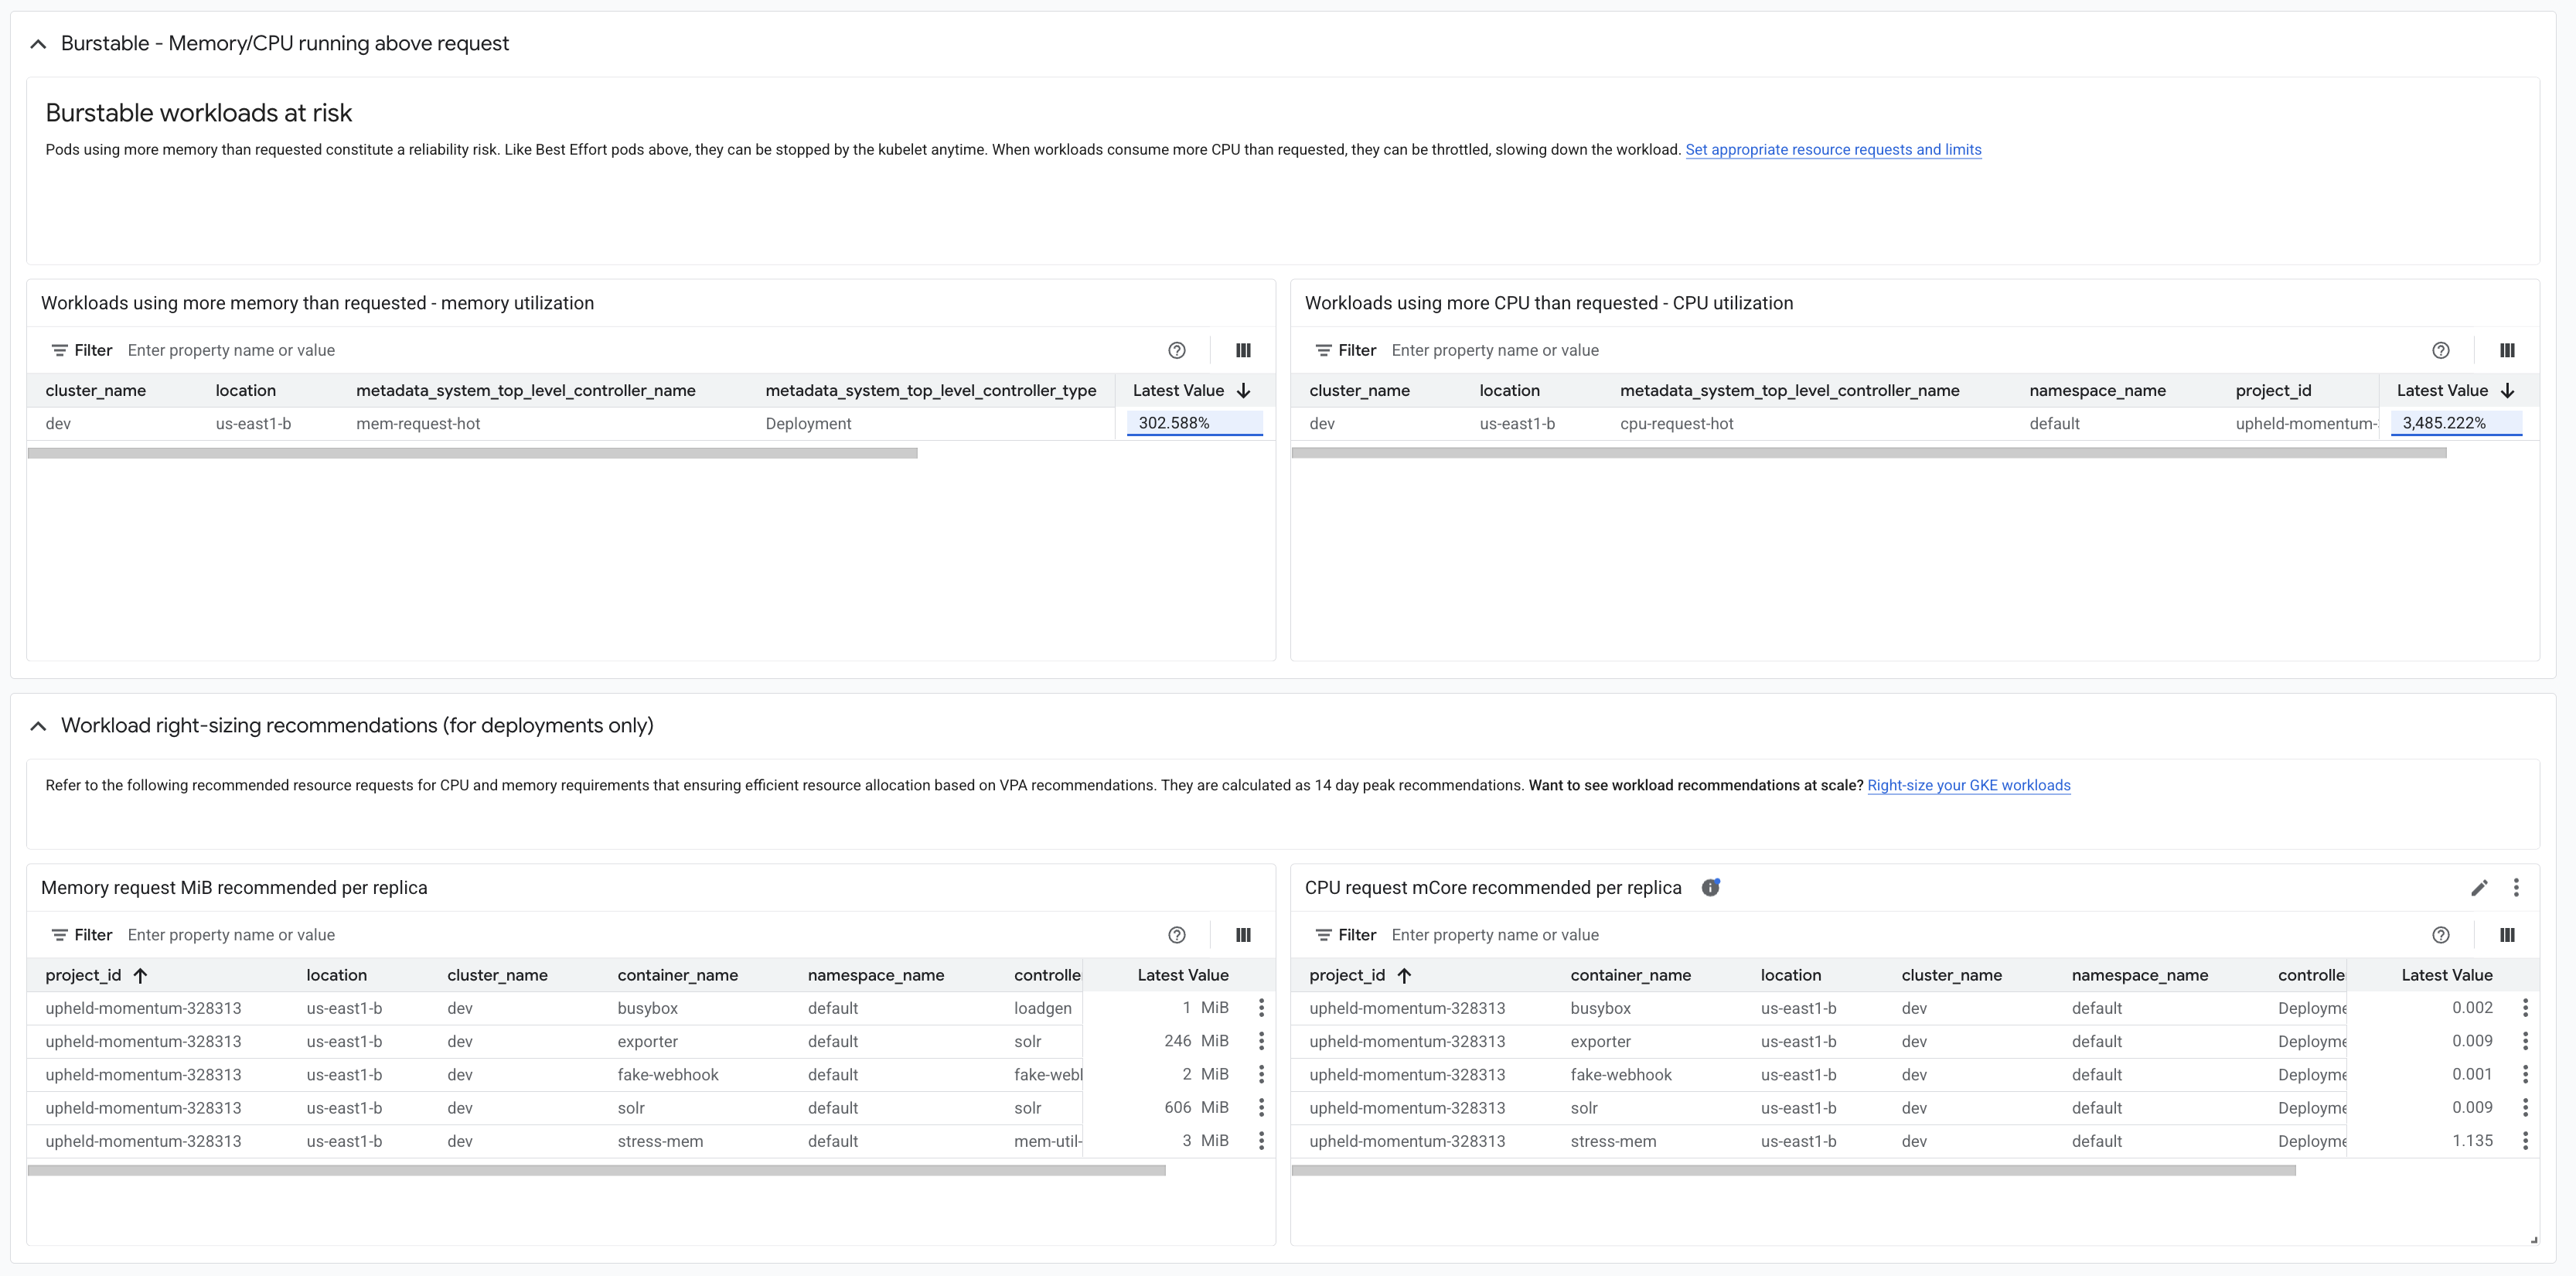 Burstable - Memory/CPU running above request
Burstable workloads at risk
Pods using more memory than requested constitute a reliability risk. Like Best Effort pods above, they can be stopped by the kubelet anytime. When workloads consume more CPU than requested, they can be throttled, slowing down the workload. Set appropriate resource requests and limits
Workloads using more memory than requested - memory utilization
Filter Enter property name or value
cluster_name location metadata_system_top_level_controller_name metadata_system_top_level_controller_type Latest Value
dev us-east1-b mem-request-hot Deployment 302.588%
Workloads using more CPU than requested - CPU utilization
Filter Enter property name or value
cluster_name location metadata_system_top_level_controller_name namespace_name project_id Latest Value
dev us-east1-b cpu-request-hot default upheld-momentum- 3,485.222%
Workload right-sizing recommendations (for deployments only)
Refer to the following recommended resource requests for CPU and memory requirements that ensuring efficient resource allocation based on VPA recommendations. They are calculated as 14 day peak recommendations. Want to see workload recommendations at scale? Right-size your GKE workloads
Memory request MiB recommended per replica
Filter Enter property name or value
project_id location cluster_name container_name namespace_name controlle Latest Value
upheld-momentum-328313 us-east1-b dev busybox default loadgen 1 MiB
upheld-momentum-328313 us-east1-b dev exporter default solr 246 MiB
upheld-momentum-328313 us-east1-b dev fake-webhook default fake-webl 2 MiB
upheld-momentum-328313 us-east1-b dev solr default solr 606 MiB
upheld-momentum-328313 us-east1-b dev stress-mem default mem-util- 3 MiB
CPU request mCore recommended per replica
Filter Enter property name or value
project_id container_name location cluster_name namespace_name controlle Latest Value
upheld-momentum-328313 busybox us-east1-b dev default Deployme 0.002
upheld-momentum-328313 exporter us-east1-b dev default Deployme 0.009
upheld-momentum-328313 fake-webhook us-east1-b dev default Deployme 0.001
upheld-momentum-328313 solr us-east1-b dev default Deployme 0.009
upheld-momentum-328313 stress-mem us-east1-b dev default Deployme 1.135